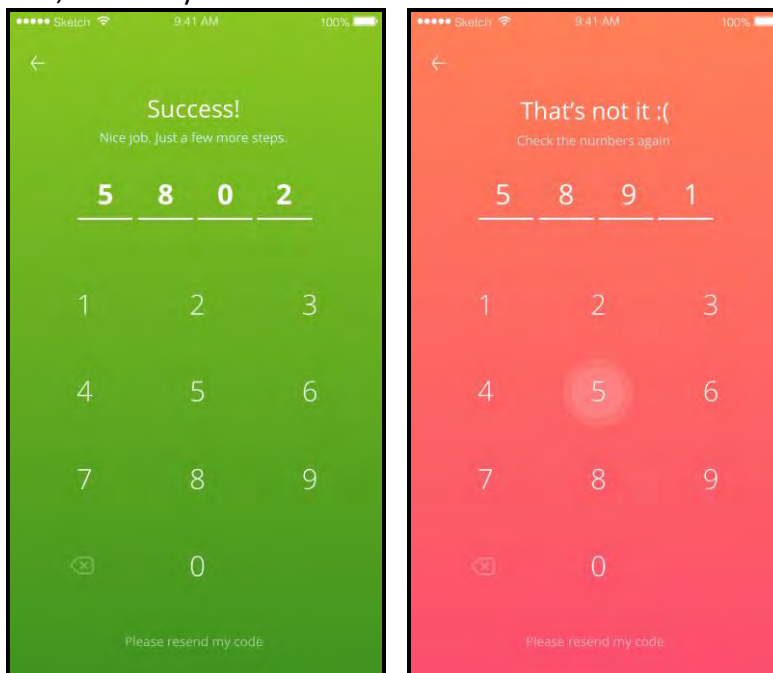 Sketch 9:41 AM 100%
Success!
Nice job. Just a few more steps.
5 8 0 2
1 2 3
4 5 6
7 8 9
0
Please resend my code
Sketch 9:41 AM 100%
That's not it :(
Check the numbers again
5 8 9 1
1 2 3
4 5 6
7 8 9
0
Please resend my code